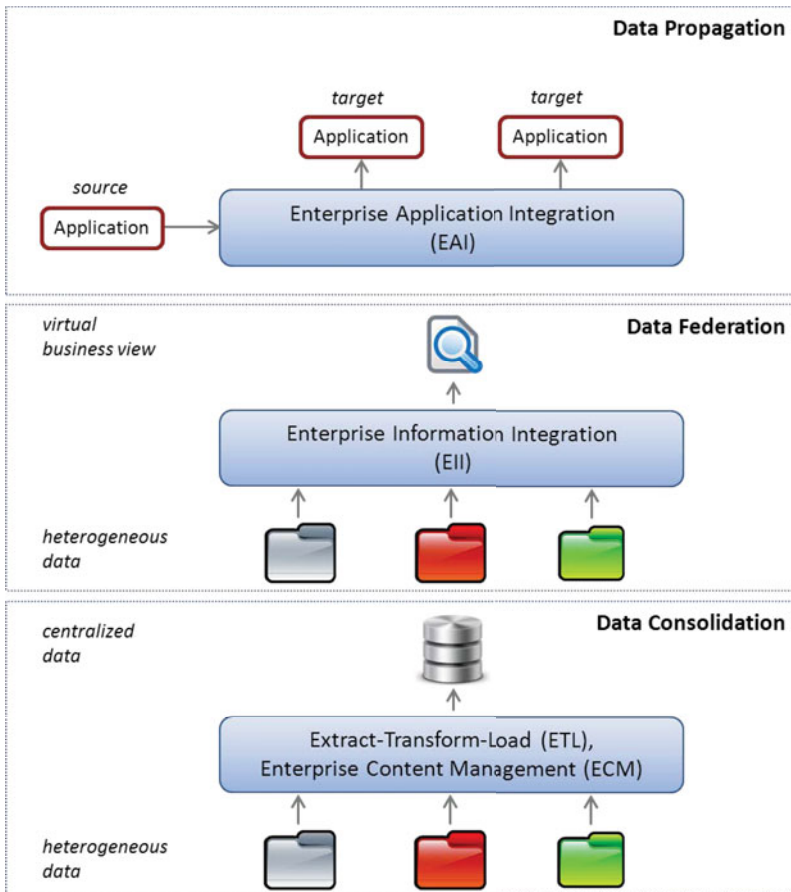 Data Propagation
target
target
Application
Application
source
Application
Enterprise Application Integration
(EAI)
virtual
business view
Data Federation
Enterprise Information Integration
(EII)
heterogeneous
data
centralized
data
Data Consolidation
Extract-Transform-Load (ETL),
Enterprise Content Management (ECM)
heterogeneous
data